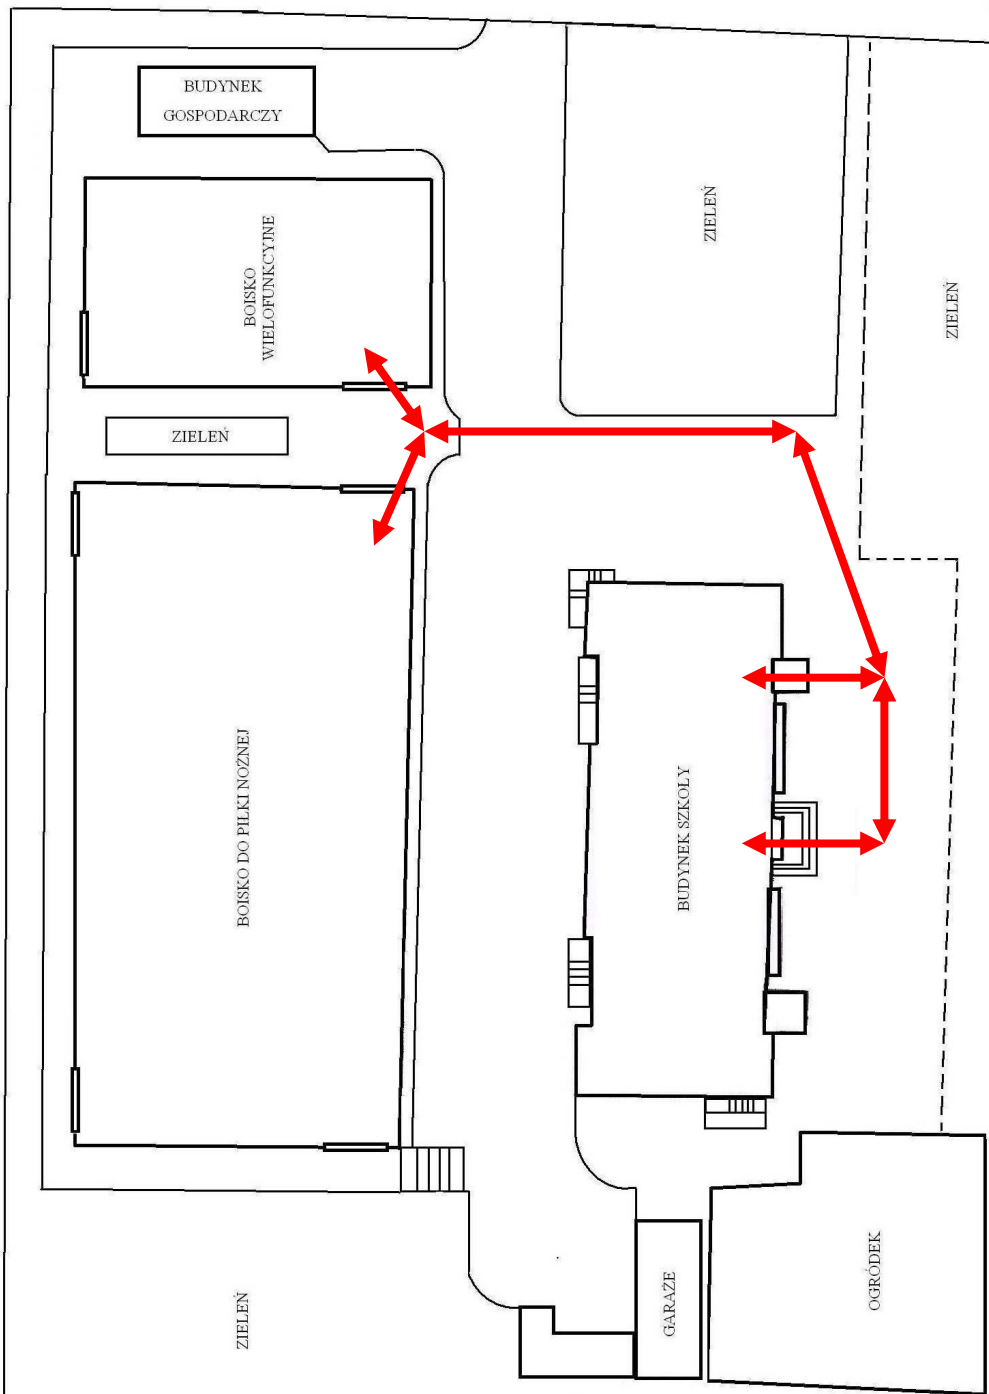 BUDYNEK
GOSPODARCZY
ZIELEŃ
BOISKO
WIELOFUNKCYJNE
ZIELEŃ
ZIELEŃ
BOISKO DO PIŁKI NOŻNEJ
BUDYNEK SZKOŁY
ZIELEŃ
GARAŻE
OGRÓDEK